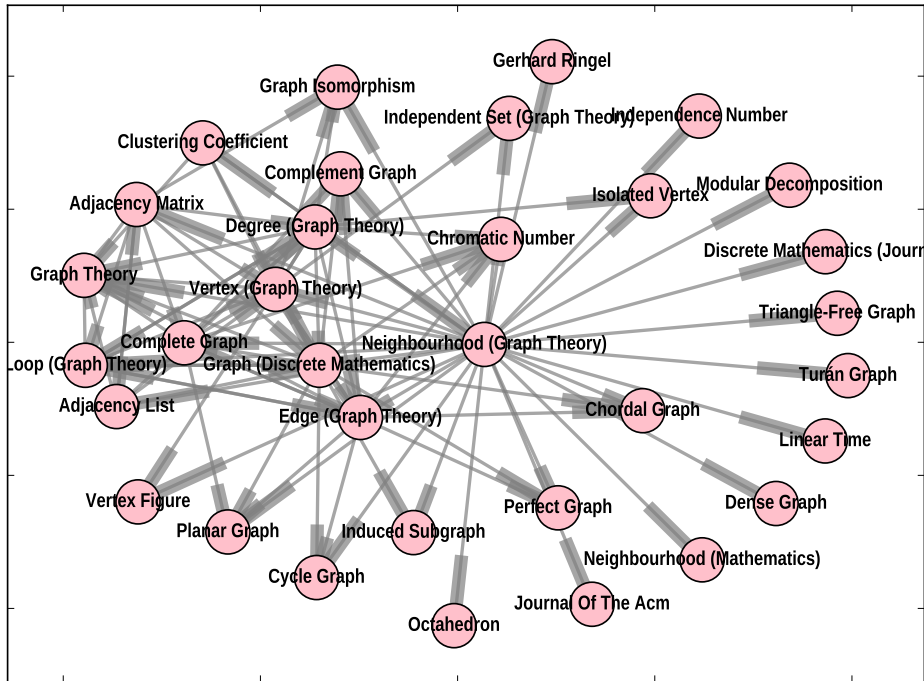 Gerhard Ringel
Graph Isomorphism
Independent Set (Graph Theory)
Independence Number
Clustering Coefficient
Complement Graph
Modular Decomposition
Isolated Vertex
Adjacency Matrix
Degree (Graph Theory)
Chromatic Number
Discrete Mathematics (Journ
Graph Theory
Vertex (Graph Theory)
Triangle-Free Graph
Complete Graph
Neighbourhood (Graph Theory)
Loop (Graph Theory)
Graph (Discrete Mathematics)
Turán Graph
Adjacency List
Edge (Graph Theory)
Chordal Graph
Linear Time
Vertex Figure
Dense Graph
Perfect Graph
Planar Graph
Induced Subgraph
Neighbourhood (Mathematics)
Cycle Graph
Journal Of The Acm
Octahedron